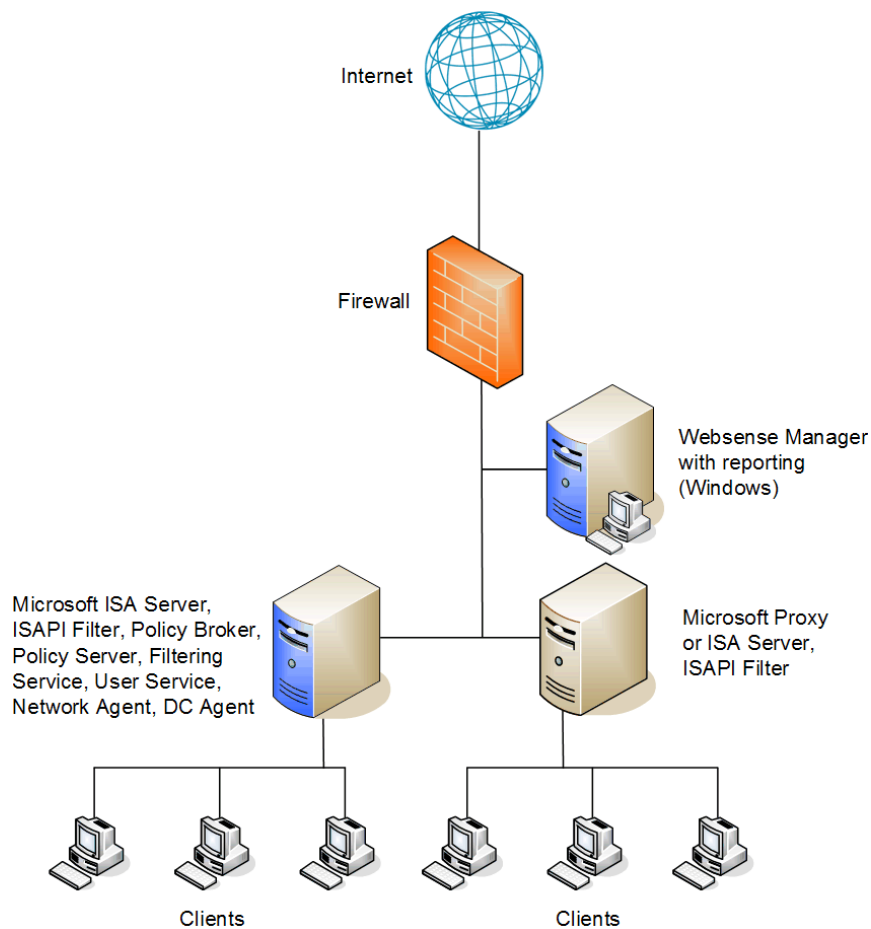 Internet
Firewall
Websense Manager
with reporting
(Windows)
Microsoft ISA Server,
ISAPI Filter, Policy Broker,
Policy Server, Filtering
Service, User Service,
Network Agent, DC Agent
Microsoft Proxy
or ISA Server,
ISAPI Filter
Clients
Clients